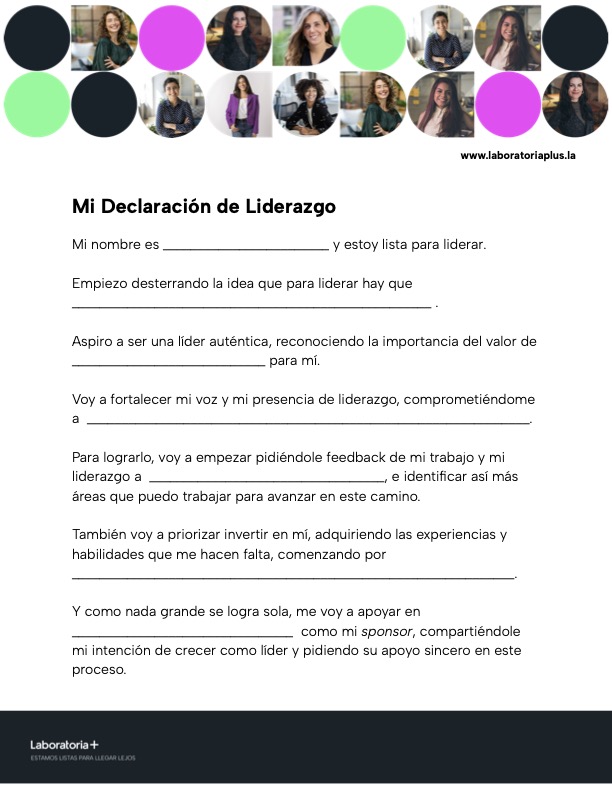 www.laboratoriaplus.la
Mi Declaración de Liderazgo
Mi nombre es ______________________ y estoy lista para liderar.
Empiezo desterrando la idea que para liderar hay que
________________________________________________ .
Aspiro a ser una líder auténtica, reconociendo la importancia del valor de
__________________________ para mí.
Voy a fortalecer mi voz y mi presencia de liderazgo, comprometiéndome
a ___________________________________________________________.
Para lograrlo, voy a empezar pidiéndole feedback de mi trabajo y mi
liderazgo a _______________________________, e identificar así más
áreas que puedo trabajar para avanzar en este camino.
También voy a priorizar invertir en mí, adquiriendo las experiencias y
habilidades que me hacen falta, comenzando por
___________________________________________________________.
Y como nada grande se logra sola, me voy a apoyar en
_____________________________ como mi sponsor, compartiéndole
mi intención de crecer como líder y pidiendo su apoyo sincero en este
proceso.
Laboratoria+
ESTAMOS LISTAS PARA LLEGAR LEJOS